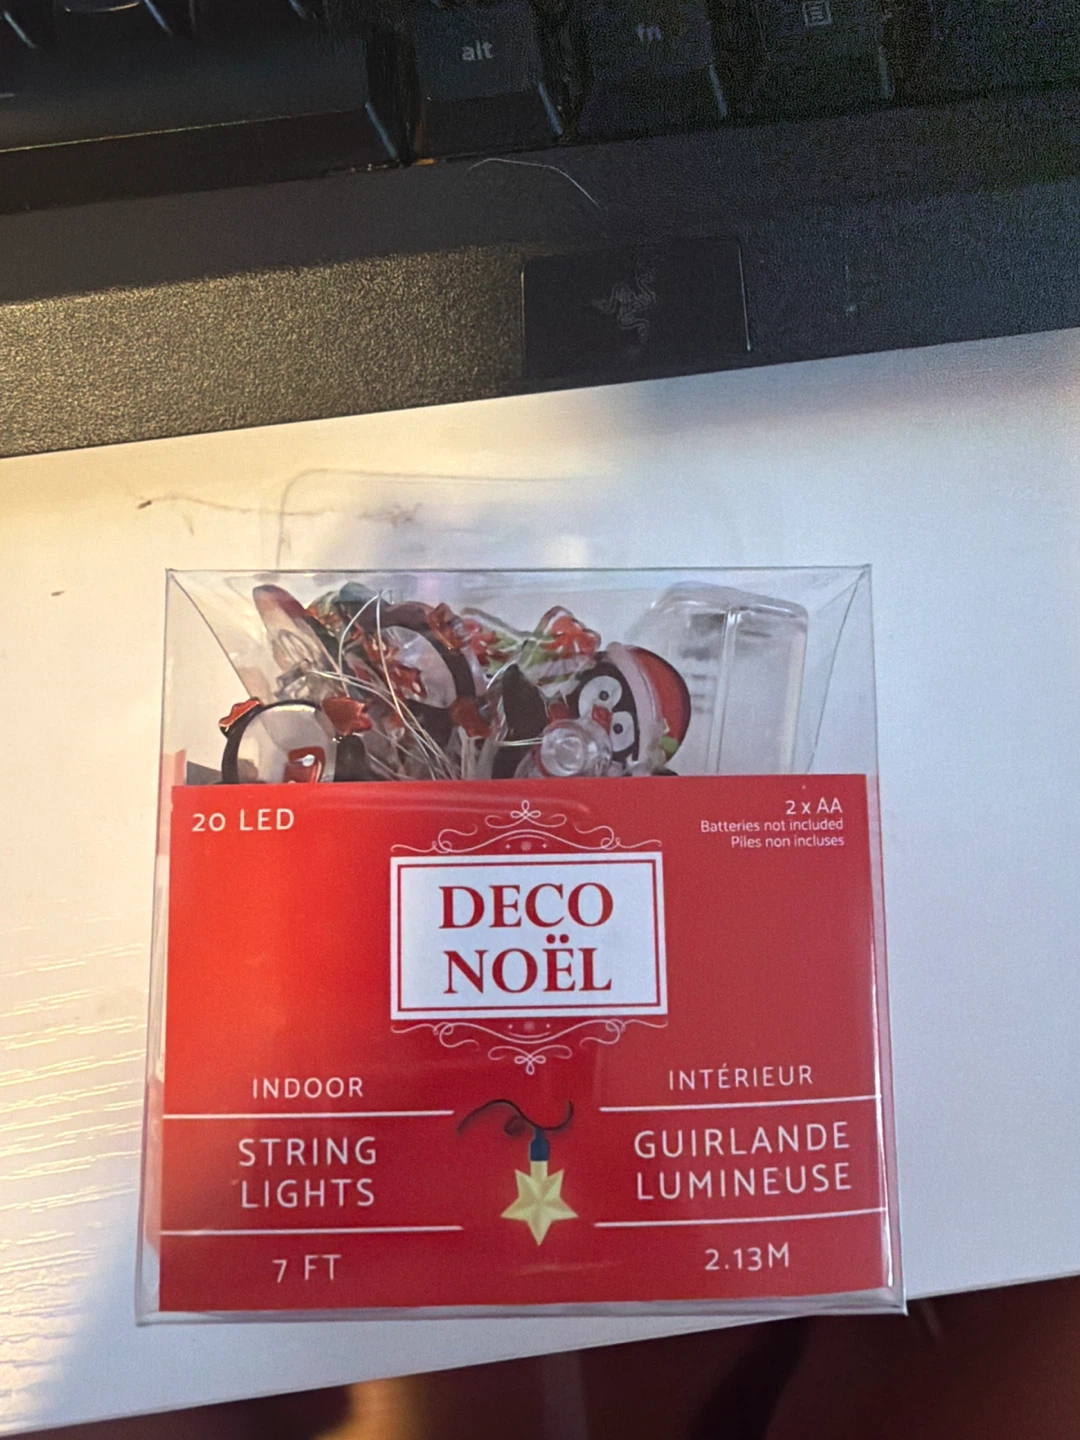 alt
fn
20 LED
2 x AA
Batteries not included
Piles non incluses
DECO
NOËL
INDOOR
INTÉRIEUR
STRING
LIGHTS
GUIRLANDE
LUMINEUSE
7 FT
2.13M